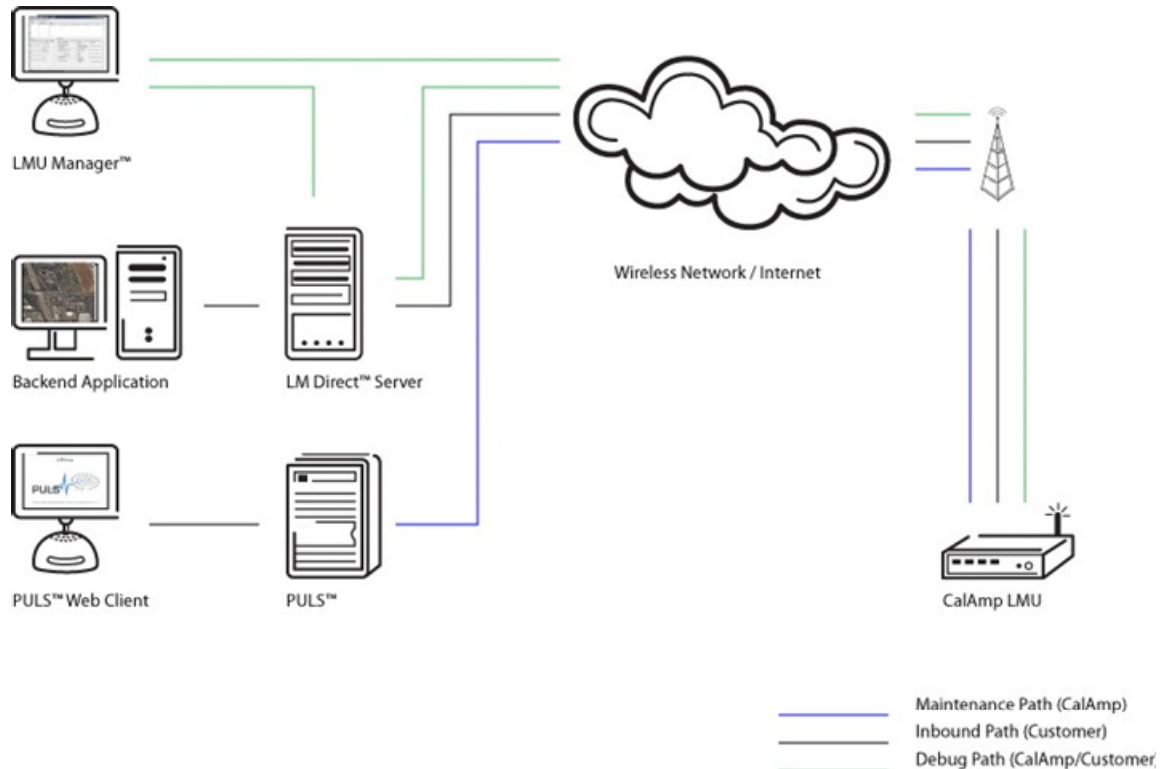 LMU Manager™
Wireless Network / Internet
Backend Application
LM Direct™ Server
PULS
PULS™ Web Client
PULS™
CalAmp LMU
Maintenance Path (CalAmp)
Inbound Path (Customer)
Debug Path (CalAmp/Customer)